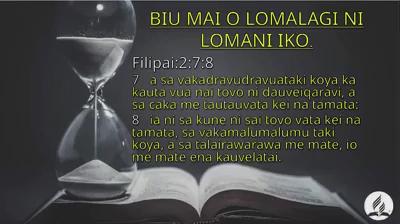 BIU MAI O LOMALAGI NI
LOMANI IKO.
Filipai:2:7:8
7 a sa vakadravudravuataki koya ka
kauta vua nai tovo ni dauveiqaravi, a
sa caka me tautauvata kei na tamata:
8 ia ni sa kune ni sai tovo vata kei na
tamata, sa vakamalumalumu taki
koya, a sa talairawarawa me mate, io
me mate ena kauvelatai.